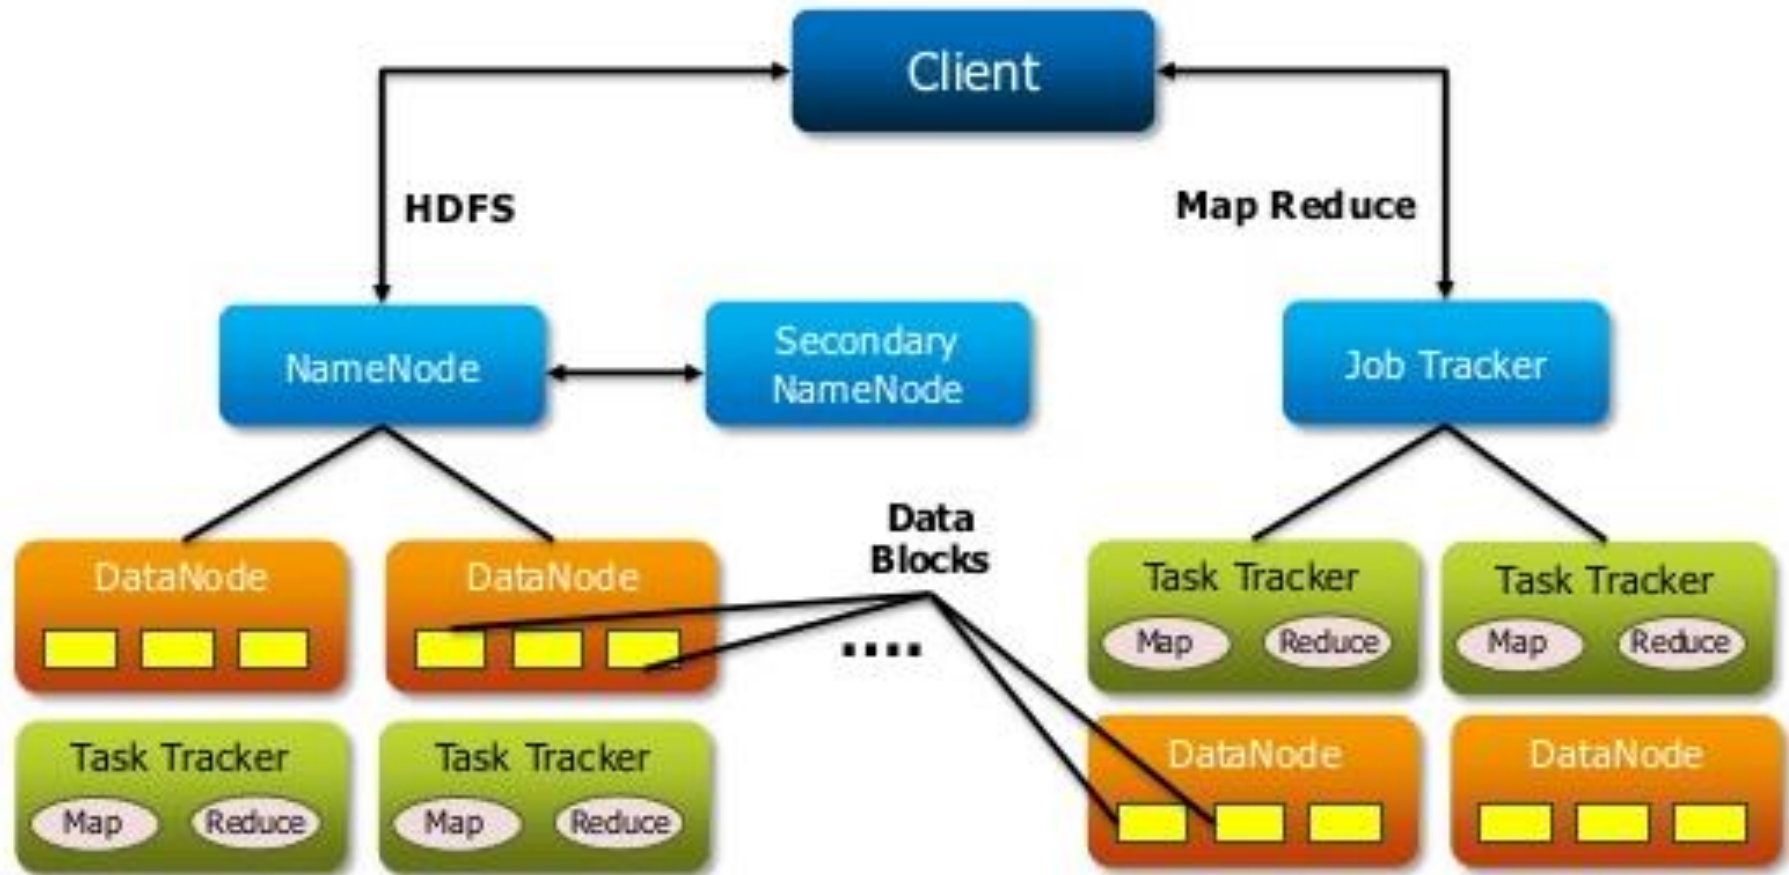 Client
HDFS
Map Reduce
NameNode
Secondary
NameNode
Job Tracker
Data
Blocks
DataNode
DataNode
Task Tracker
Map
Reduce
Task Tracker
Map
Reduce
....
Task Tracker
Map
Reduce
Task Tracker
Map
Reduce
DataNode
DataNode